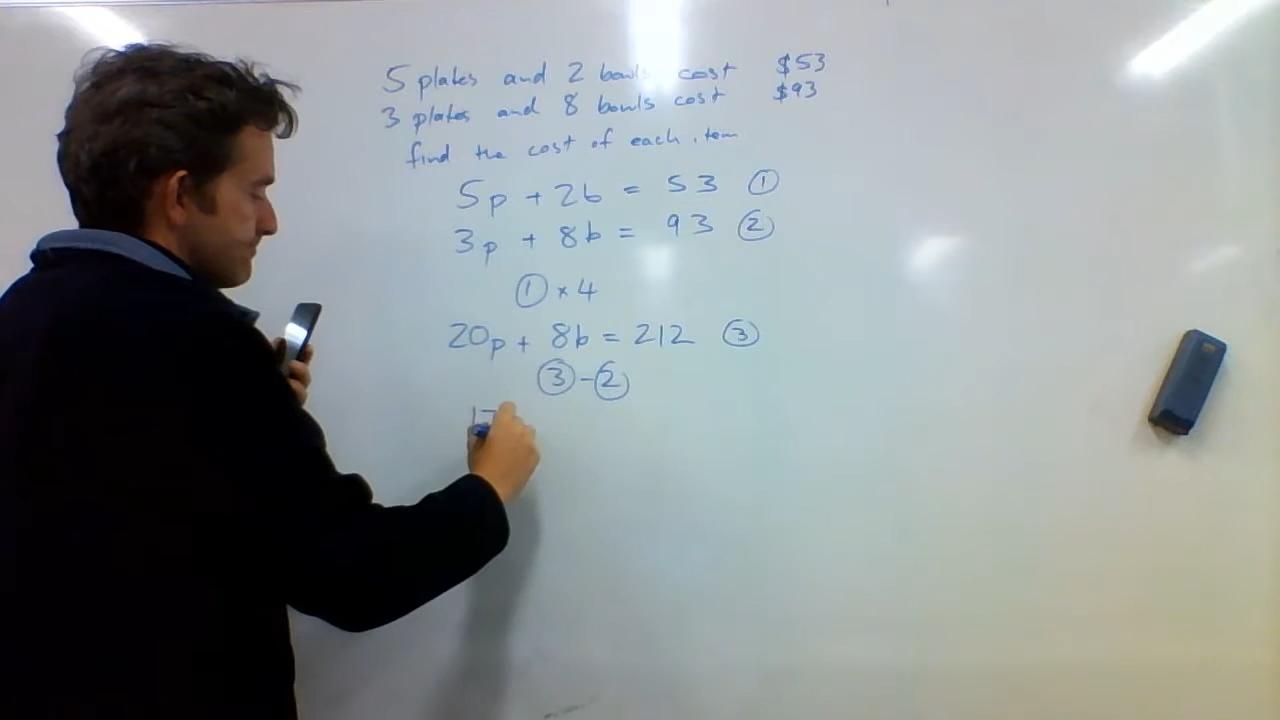 5 plates and 2 bowls cost $53
3 plates and 8 bowls cost $93
find the cost of each item
5p + 2b = 53 ①
3p + 8b = 93 ②
① × 4
20p + 8b = 212 ③
③ - ②
17